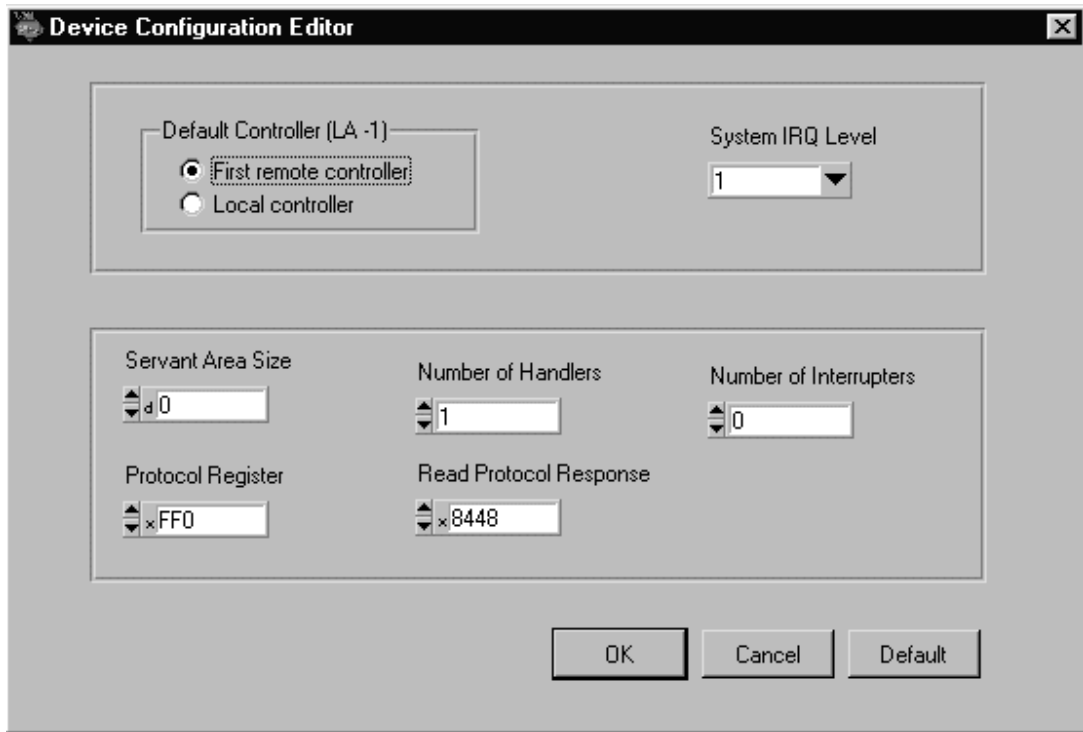 Device Configuration Editor
Default Controller (LA -1)
First remote controller
Local controller
System IRQ Level
1
Servant Area Size
d 0
Number of Handlers
1
Number of Interrupters
0
Protocol Register
x FF0
Read Protocol Response
x 8448
OK
Cancel
Default